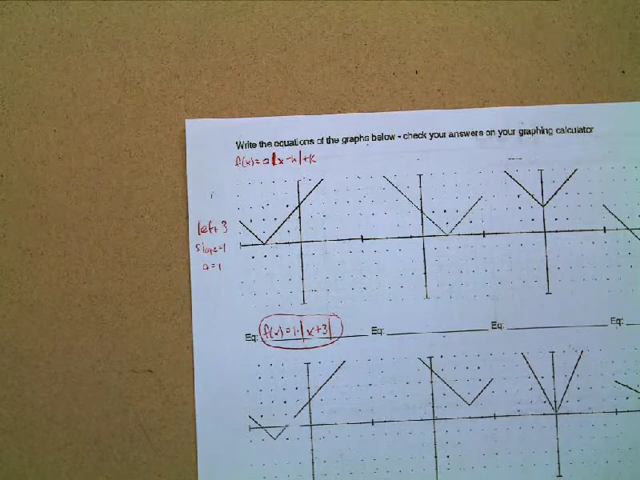 Write the equations of the graphs below - check your answers on your graphing calculator
f(x)=a|x-h|+k
left 3
slope=1
a=1
Eq: f(x)=1·|x+3| Eq: Eq: Eq: